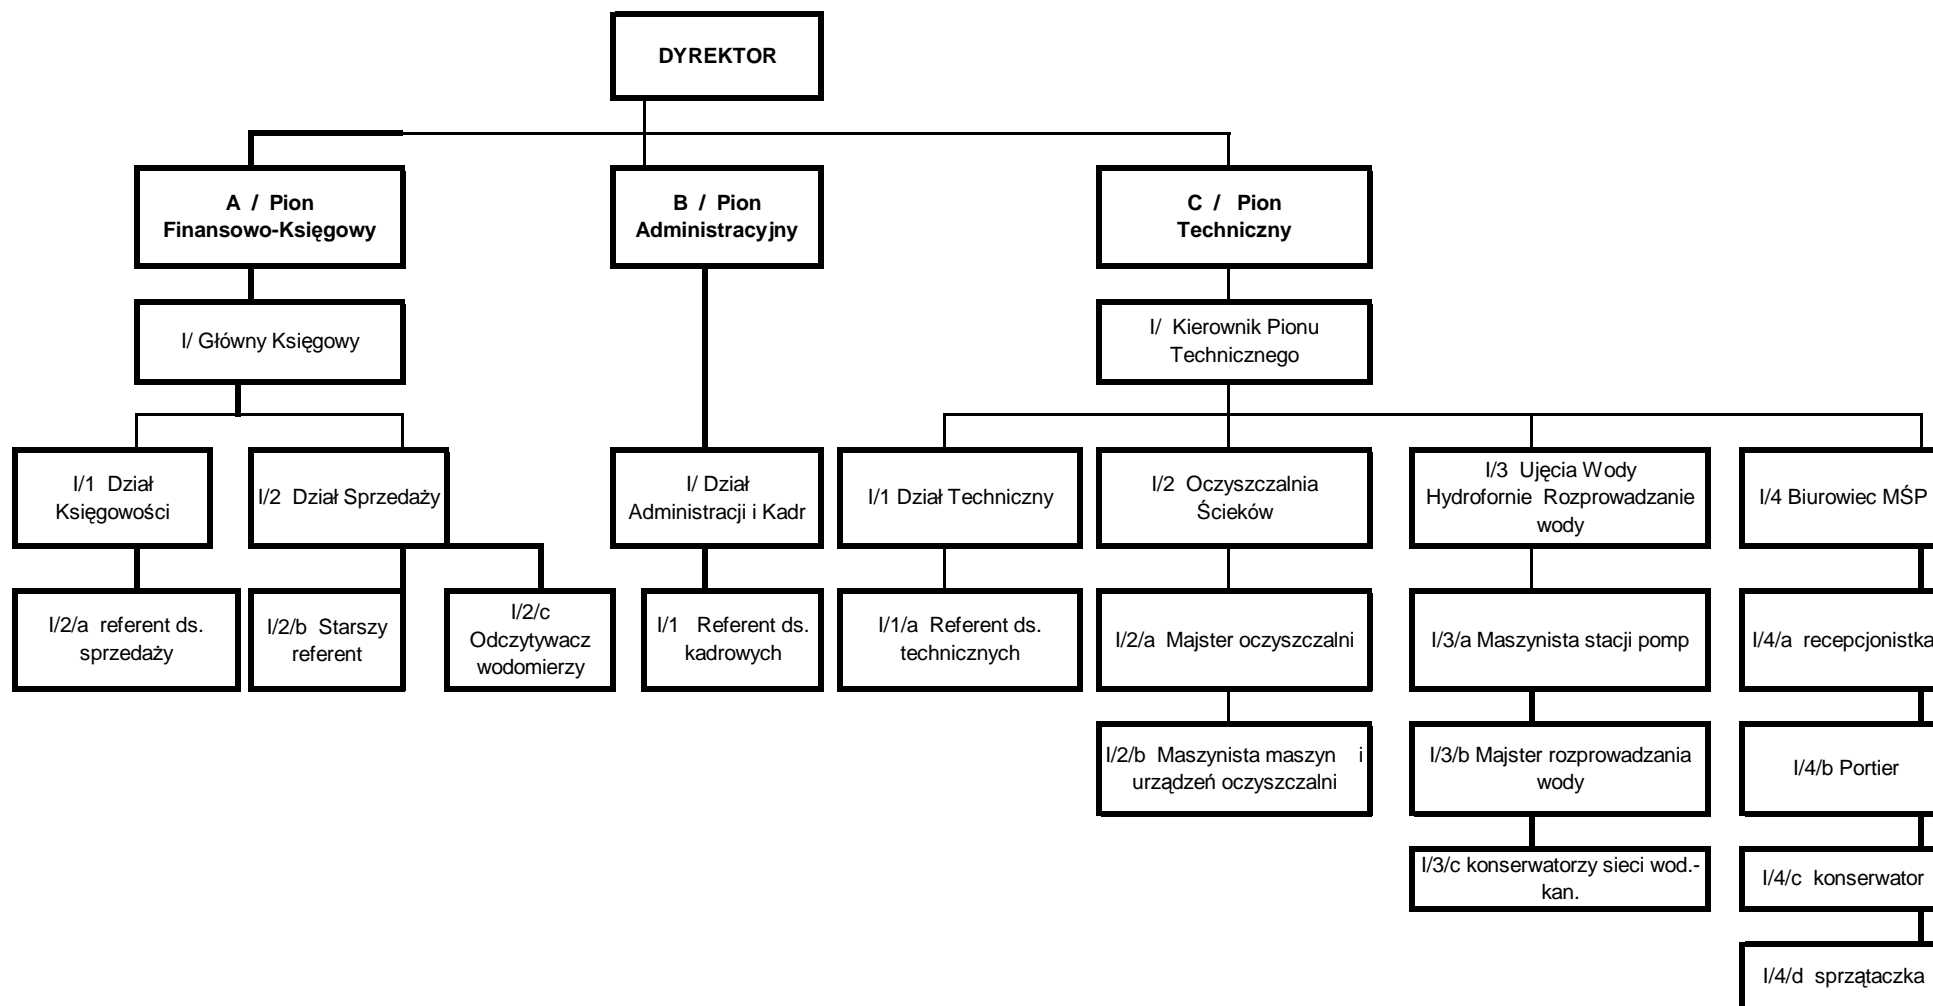 DYREKTOR
A / Pion
Finansowo-Księgowy
B / Pion
Administracyjny
C / Pion
Techniczny
I/ Główny Księgowy
I/ Kierownik Pionu
Technicznego
I/1 Dział
Księgowości
I/2 Dział Sprzedaży
I/ Dział
Administracji i Kadr
I/1 Dział Techniczny
I/2 Oczyszczalnia
Ścieków
I/3 Ujęcia Wody
Hydrofornie Rozprowadzanie
wody
I/4 Biurowiec MŚP
I/2/a referent ds.
sprzedaży
I/2/b Starszy
referent
I/2/c
Odczytywacz
wodomierzy
I/1 Referent ds.
kadrowych
I/1/a Referent ds.
technicznych
I/2/a Majster oczyszczalni
I/3/a Maszynista stacji pomp
I/4/a recepcjonistka
I/2/b Maszynista maszyn i
urządzeń oczyszczalni
I/3/b Majster rozprowadzania
wody
I/4/b Portier
I/3/c konserwatorzy sieci wod.-
kan.
I/4/c konserwator
I/4/d sprzątaczka